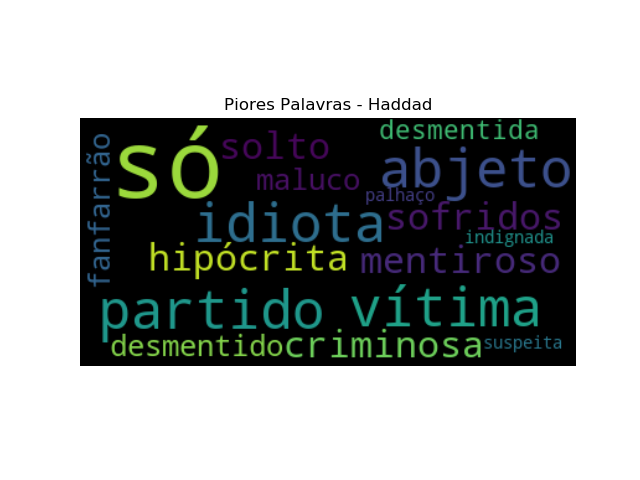 Piores Palavras - Haddad
fanfarrão
só
solto
desmentida
maluco
abjeto
palhaço
idiota
sofridos
indignada
hipócrita
mentiroso
partido
vítima
desmentido
criminosa
suspeita